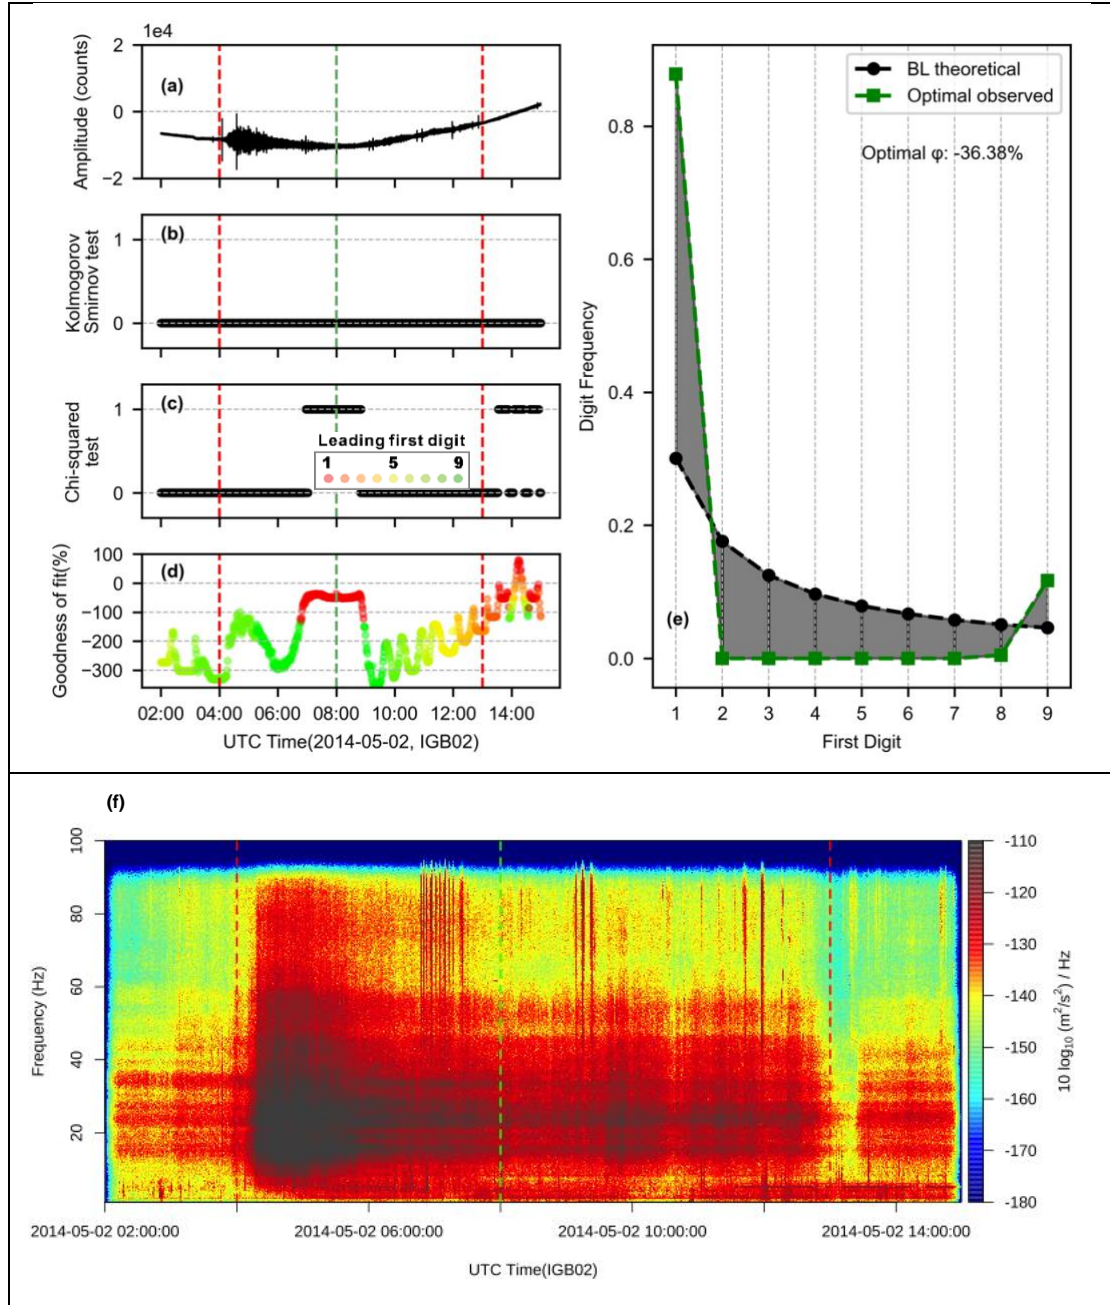 1e4
2
0
−2
Amplitude (counts)
(a)
1
0
Kolmogorov
Smirnov test
(b)
1
0
Chi-squared
test
(c)
Leading first digit
1 5 9
100
0
−100
−200
−300
Goodness of fit(%)
(d)
02:00 04:00 06:00 08:00 10:00 12:00 14:00
UTC Time(2014-05-02, IGB02)
BL theoretical
Optimal observed
Optimal φ: -36.38%
0.8
0.6
0.4
0.2
0.0
Digit Frequency
(e)
1 2 3 4 5 6 7 8 9
First Digit
(f)
100
80
60
40
20
Frequency (Hz)
2014-05-02 02:00:00 2014-05-02 06:00:00 2014-05-02 10:00:00 2014-05-02 14:00:00
UTC Time(IGB02)
-110
-120
-130
-140
-150
-160
-170
-180
10 log₁₀ (m²/s²) / Hz